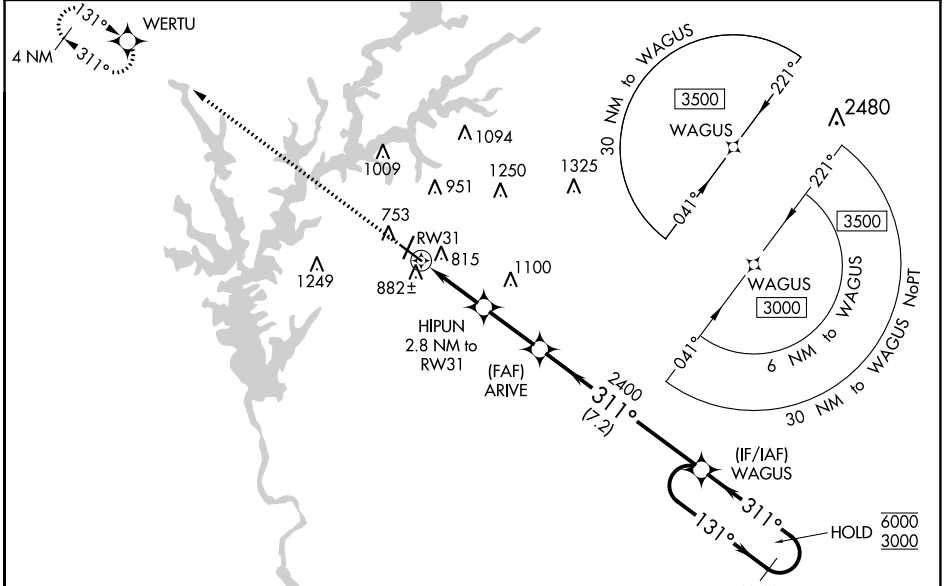 131°
WERTU
4 NM
311°
30 NM to WAGUS
3500
221°
WAGUS
041°
2480
1094
1009
951
1250
1325
753
RW31
815
1249
882±
1100
221°
3500
WAGUS
3000
041°
6 NM to WAGUS
30 NM to WAGUS NoPT
HIPUN
2.8 NM to
RW31
(FAF)
ARIVE
2400
311°
(7.2)
(IF/IAF)
WAGUS
311°
131°
HOLD
6000
3000